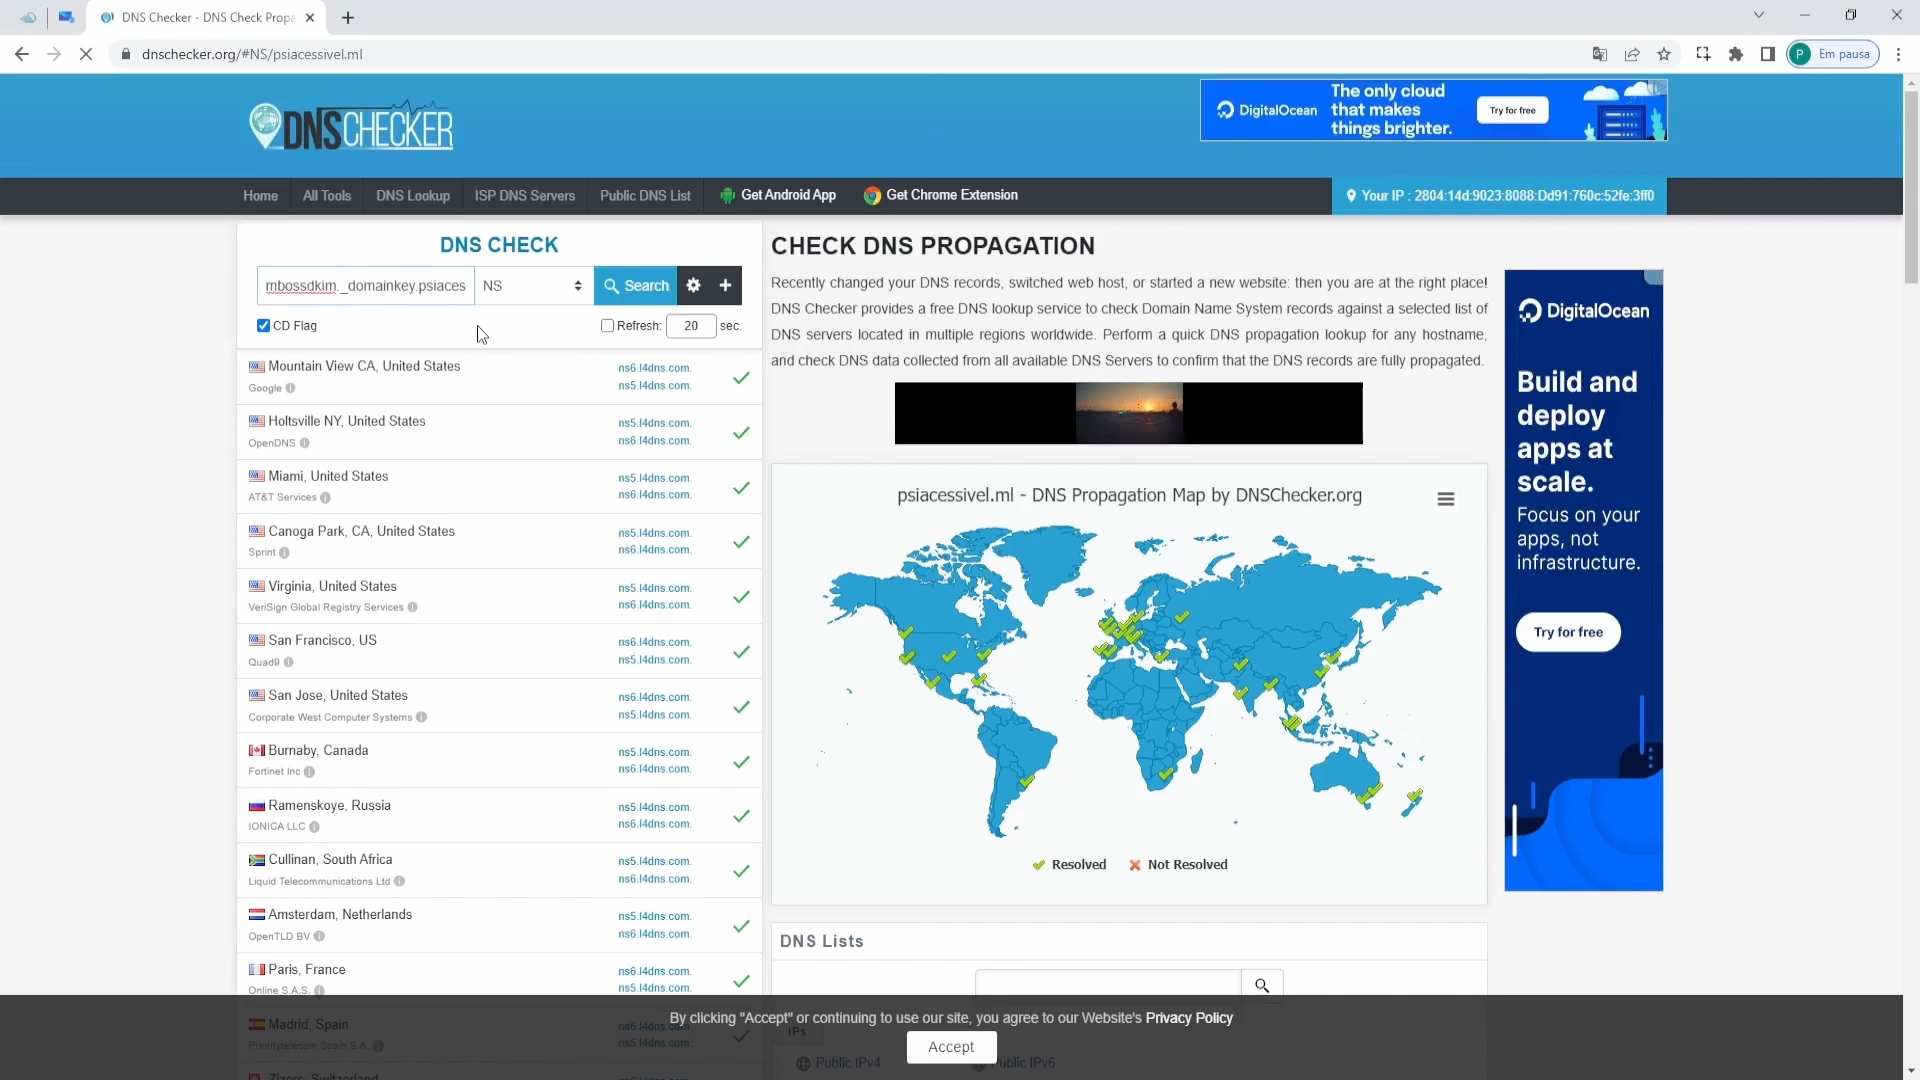 DNS Checker - DNS Check Propa
dnschecker.org/#NS/psiacessivel.ml
P Em pausa
DNSCHECKER
DigitalOcean
The only cloud
that makes
things brighter.
Try for free
Home
All Tools
DNS Lookup
ISP DNS Servers
Public DNS List
Get Android App
Get Chrome Extension
Your IP : 2804:14d:9023:8088:Dd91:760c:52fe:3ff0
DNS CHECK
mbossdkim._domainkey.psiaces
NS
Search
CD Flag
Refresh: 20 sec.
Mountain View CA, United States
Google
ns6.l4dns.com.
ns5.l4dns.com.
Holtsville NY, United States
OpenDNS
ns5.l4dns.com.
ns6.l4dns.com.
Miami, United States
AT&T Services
ns5.l4dns.com.
ns6.l4dns.com.
Canoga Park, CA, United States
Sprint
ns5.l4dns.com.
ns6.l4dns.com.
Virginia, United States
VeriSign Global Registry Services
ns5.l4dns.com.
ns6.l4dns.com.
San Francisco, US
Quad9
ns6.l4dns.com.
ns5.l4dns.com.
San Jose, United States
Corporate West Computer Systems
ns6.l4dns.com.
ns5.l4dns.com.
Burnaby, Canada
Fortinet Inc
ns5.l4dns.com.
ns6.l4dns.com.
Ramenskoye, Russia
IONICA LLC
ns5.l4dns.com.
ns6.l4dns.com.
Cullinan, South Africa
Liquid Telecommunications Ltd
ns5.l4dns.com.
ns6.l4dns.com.
Amsterdam, Netherlands
OpenTLD BV
ns5.l4dns.com.
ns6.l4dns.com.
Paris, France
Online S.A.S.
ns6.l4dns.com.
ns5.l4dns.com.
Madrid, Spain
Prioritytelecom Spain S.A.
ns6.l4dns.com.
ns5.l4dns.com.
Zizers, Switzerland
CHECK DNS PROPAGATION
Recently changed your DNS records, switched web host, or started a new website: then you are at the right place!
DNS Checker provides a free DNS lookup service to check Domain Name System records against a selected list of
DNS servers located in multiple regions worldwide. Perform a quick DNS propagation lookup for any hostname,
and check DNS data collected from all available DNS Servers to confirm that the DNS records are fully propagated.
psiacessivel.ml - DNS Propagation Map by DNSChecker.org
Resolved
Not Resolved
DNS Lists
IPs
Public IPv4
Public IPv6
DigitalOcean
Build and
deploy
apps at
scale.
Focus on your
apps, not
infrastructure.
Try for free
By clicking "Accept" or continuing to use our site, you agree to our Website's Privacy Policy
Accept